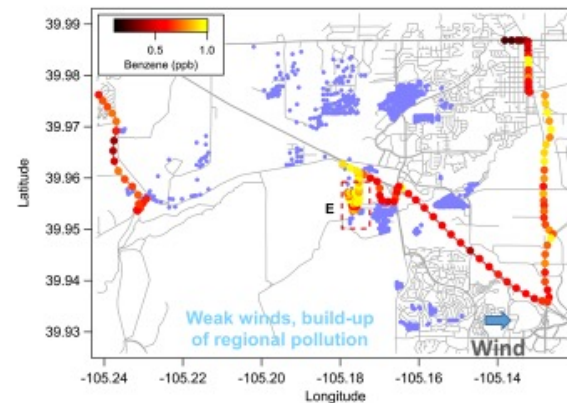 39.99
39.98
39.97
39.96
39.95
39.94
39.93
Latitude
0.5
1.0
Benzene (ppb)
E
Weak winds, build-up
of regional pollution
Wind
-105.24
-105.22
-105.20
-105.18
-105.16
-105.14
Longitude